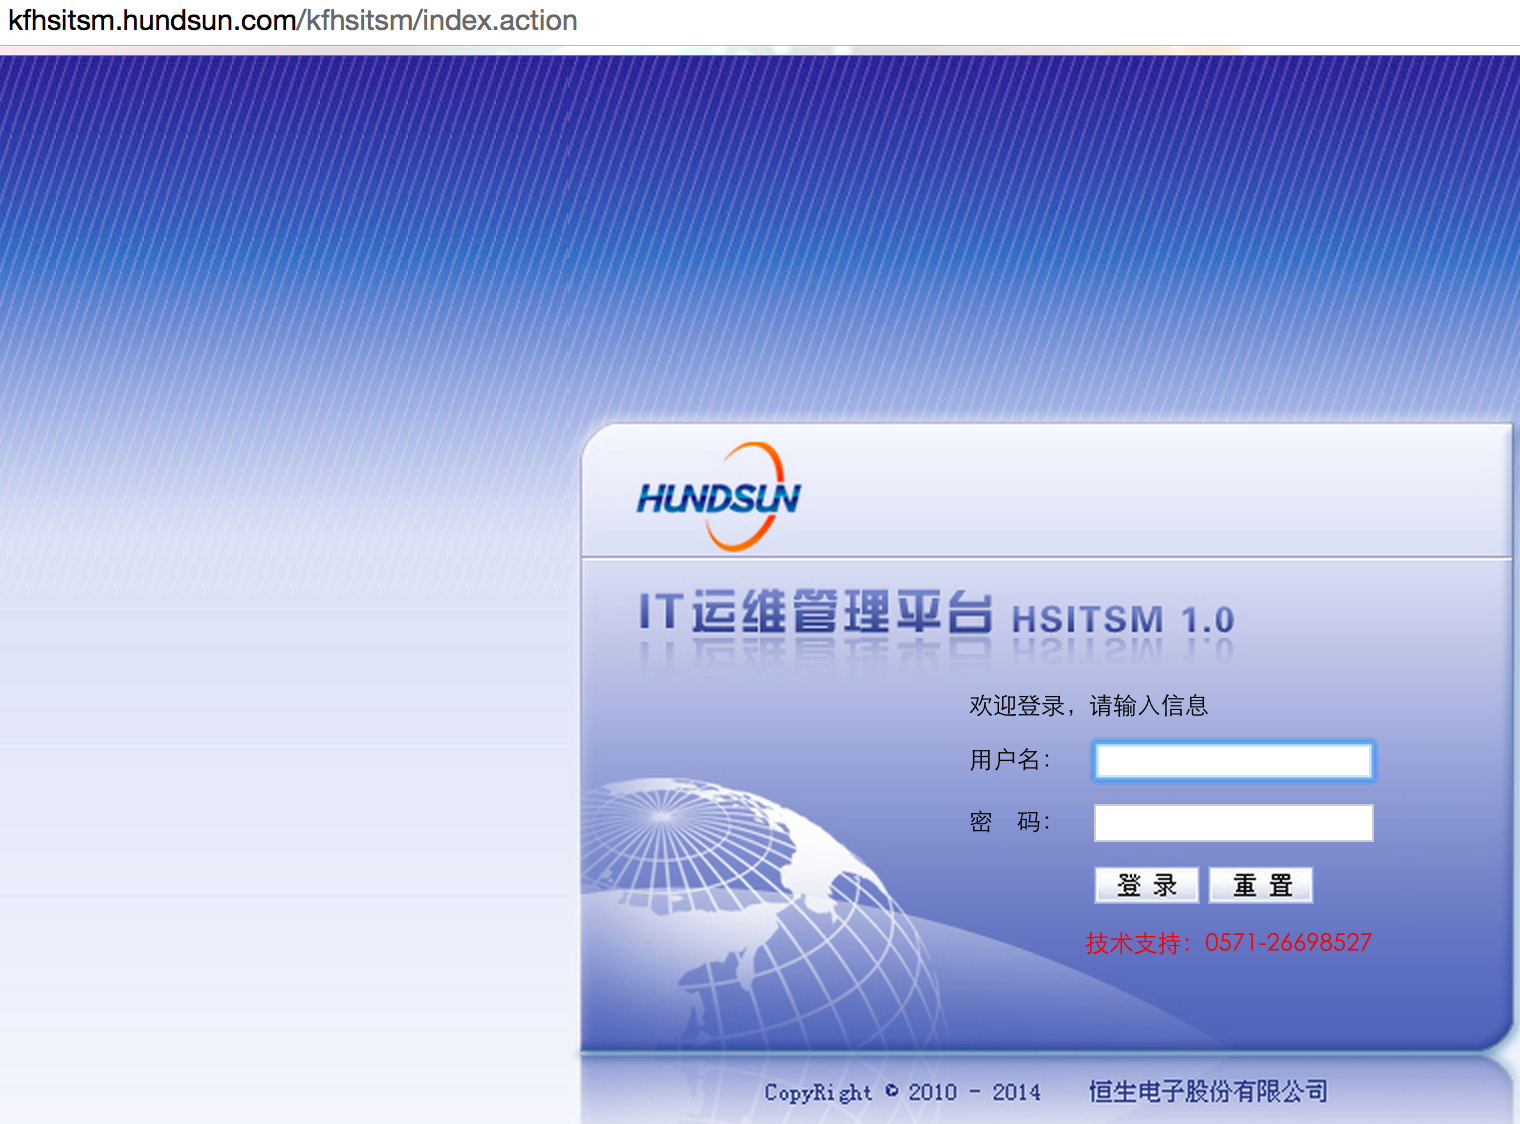 kfhsitsm.hundsun.com/kfhsitsm/index.action
HUNDSUN
IT运维管理平台 HSITSM 1.0
欢迎登录，请输入信息
用户名：
密　码：
登 录 重 置
技术支持：0571-26698527
CopyRight © 2010 - 2014 恒生电子股份有限公司